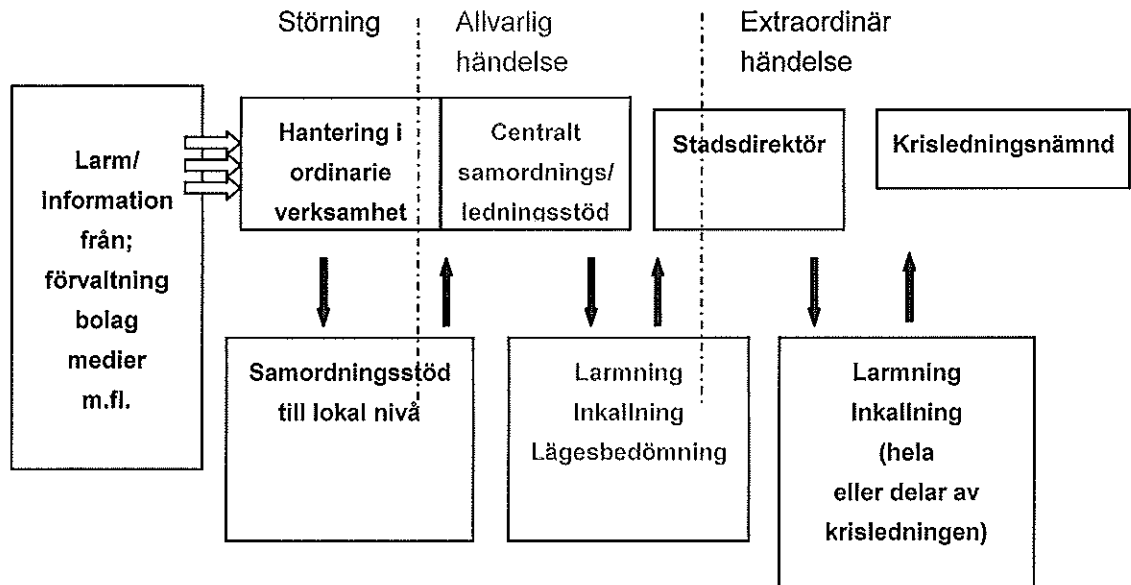 Störning
Allvarlig
händelse
Extraordinär
händelse
Larm/
Information
från;
förvaltning
bolag
medier
m.fl.
Hantering i
ordinarie
verksamhet
Centralt
samordnings/
ledningsstöd
Stadsdirektör
Krisledningsnämnd
Samordningsstöd
till lokal nivå
Larmning
Inkallning
Lägesbedömning
Larmning
Inkallning
(hela
eller delar av
krisledningen)